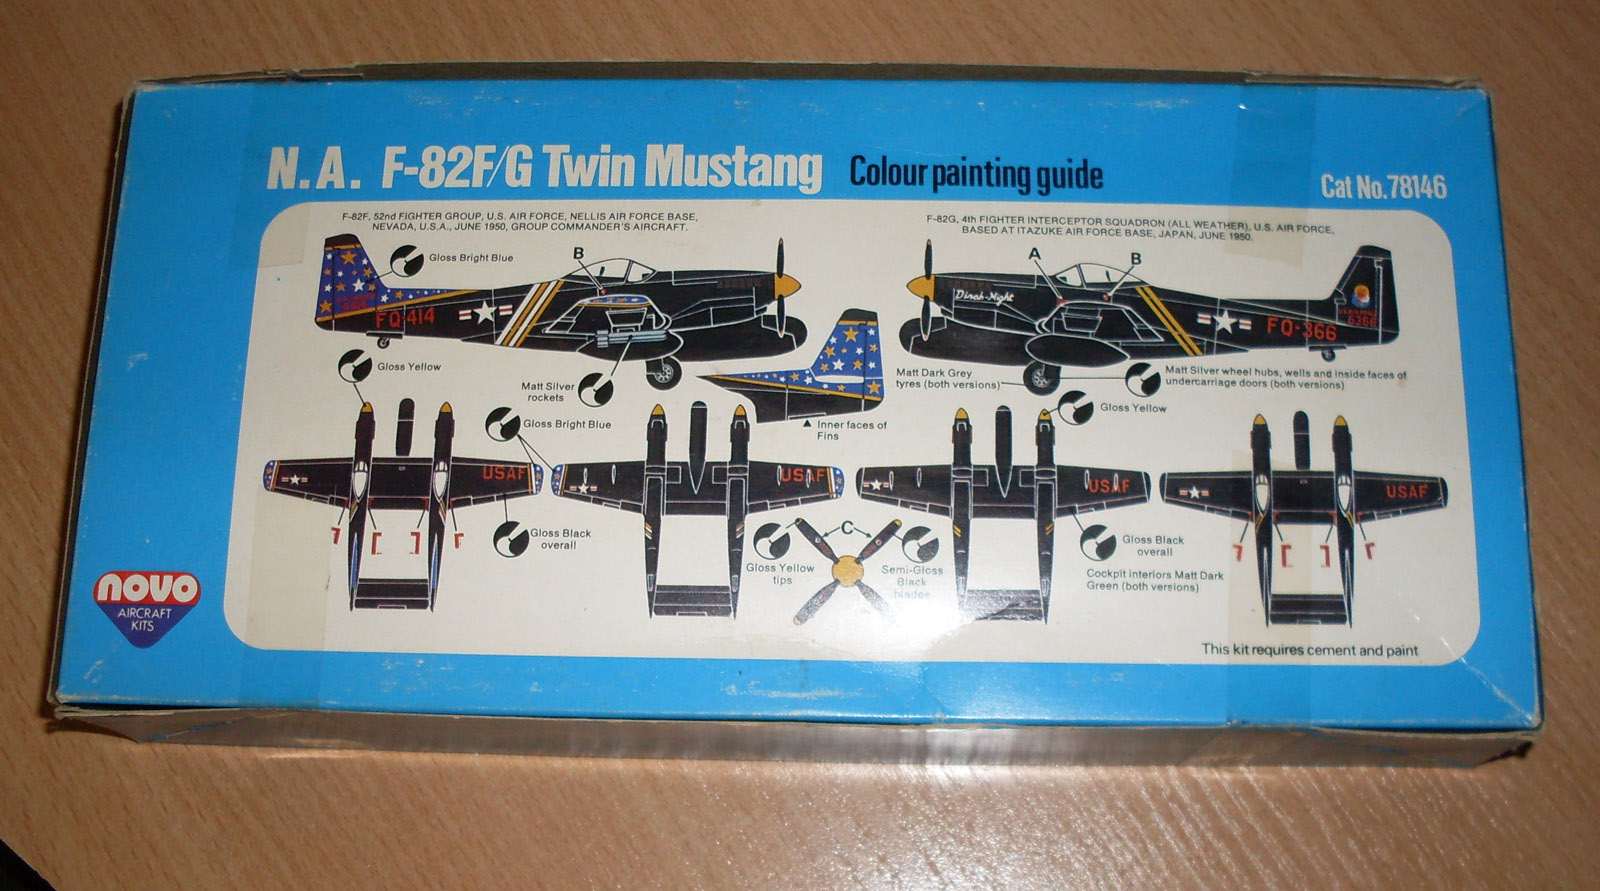 N.A. F-82F/G Twin Mustang Colour painting guide
Cat No.78146
F-82F, 52nd FIGHTER GROUP, U.S. AIR FORCE, NELLIS AIR FORCE BASE,
NEVADA, U.S.A., JUNE 1950, GROUP COMMANDER'S AIRCRAFT.
F-82G, 4th FIGHTER INTERCEPTOR SQUADRON (ALL WEATHER), U.S. AIR FORCE,
BASED AT ITAZUKE AIR FORCE BASE, JAPAN, JUNE 1950.
Gloss Bright Blue
B
A
B
FQ-414
Dinah-Might
FQ-366
6366
Gloss Yellow
Matt Silver
rockets
Matt Dark Grey
tyres (both versions)
Matt Silver wheel hubs, wells and inside faces of
undercarriage doors (both versions)
Gloss Bright Blue
Inner faces of
Fins
Gloss Yellow
USAF
USAF
USAF
USAF
Gloss Black
overall
C
Gloss Yellow
tips
Semi-Gloss
Black
blades
Gloss Black
overall
Cockpit interiors Matt Dark
Green (both versions)
novo
AIRCRAFT
KITS
This kit requires cement and paint